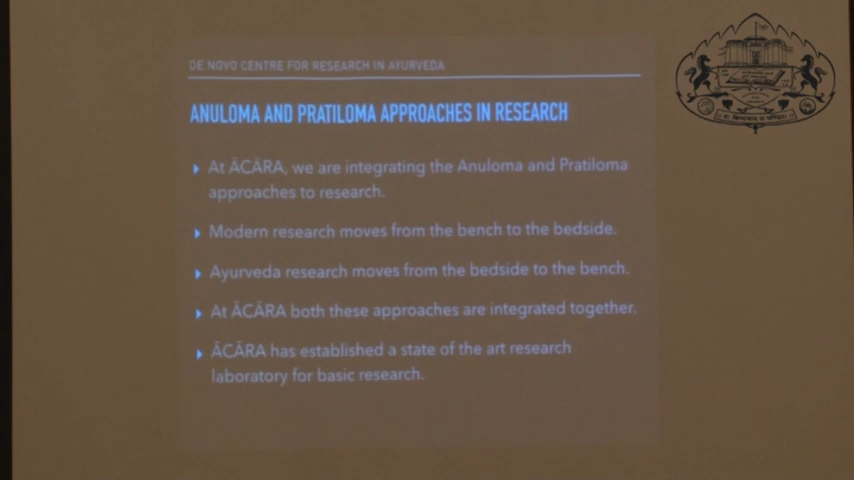 DE NOVO CENTRE FOR RESEARCH IN AYURVEDA
ANULOMA AND PRATILOMA APPROACHES IN RESEARCH
At ĀCĀRA, we are integrating the Anuloma and Pratiloma
approaches to research.
Modern research moves from the bench to the bedside.
Ayurveda research moves from the bedside to the bench.
At ĀCĀRA both these approaches are integrated together.
ĀCĀRA has established a state of the art research
laboratory for basic research.